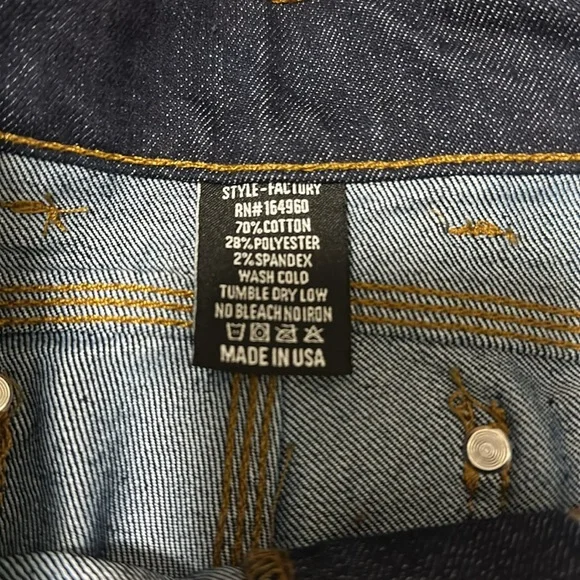 STYLE-FACTORY
RN#164960
70%COTTON
28%POLYESTER
2%SPANDEX
WASH COLD
TUMBLE DRY LOW
NO BLEACH NO IRON
MADE IN USA